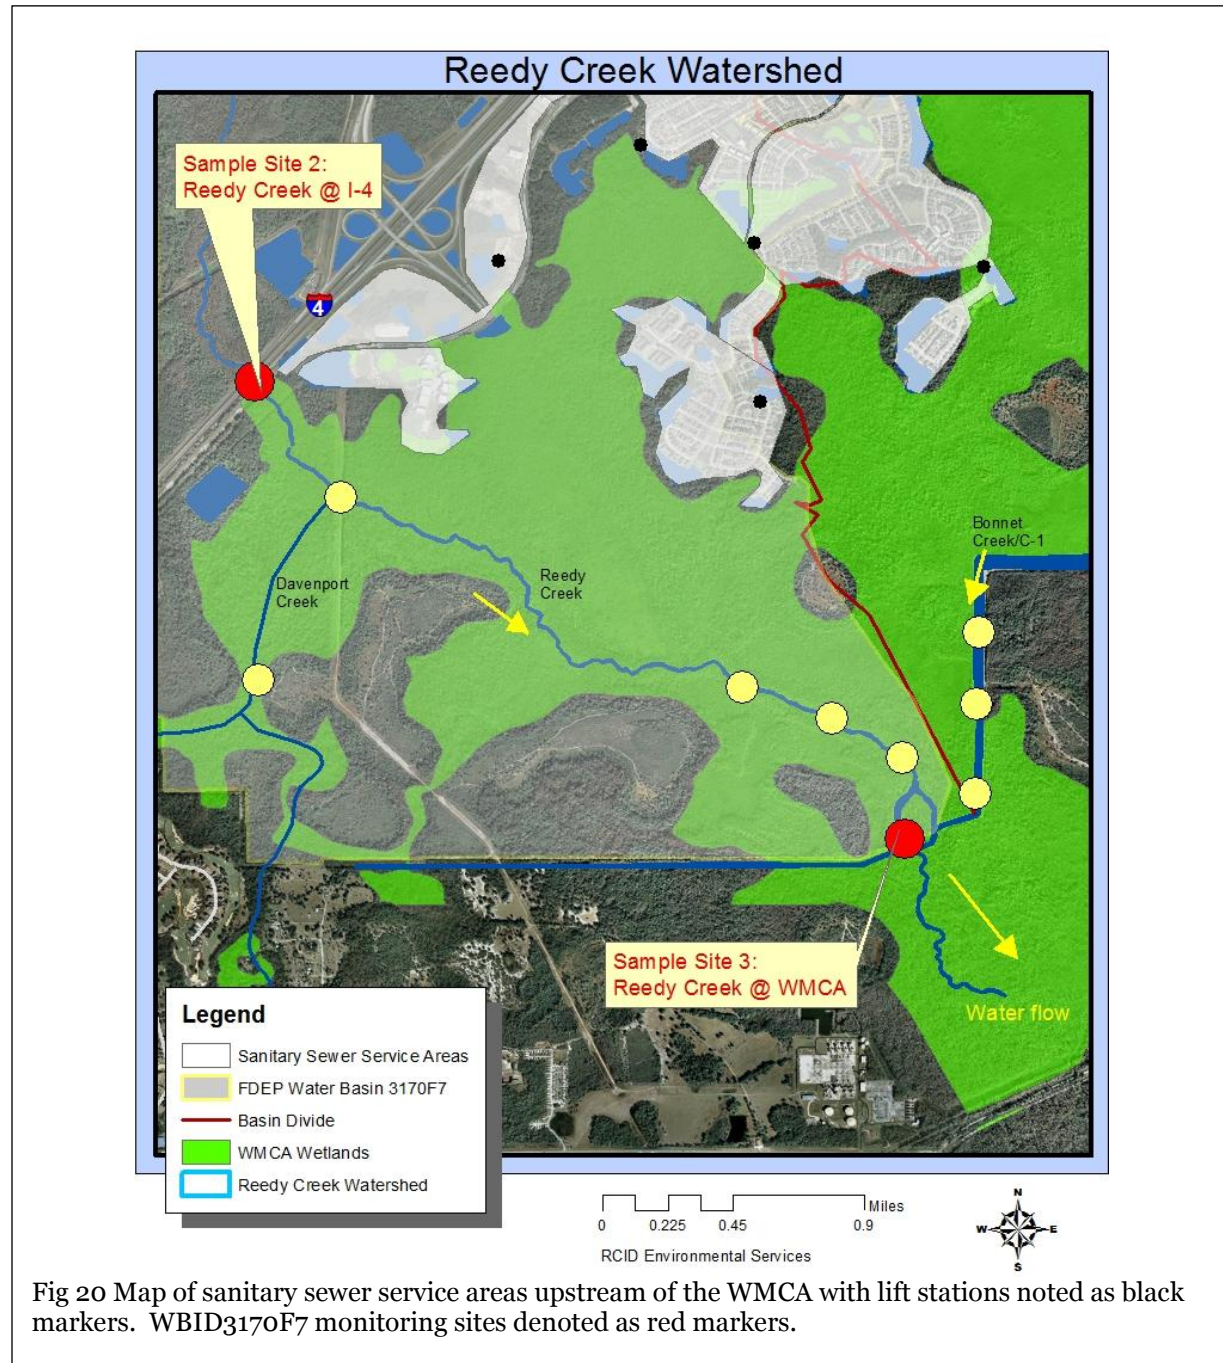 Reedy Creek Watershed
Sample Site 2:
Reedy Creek @ I-4
4
Bonnet
Creek/C-1
Reedy
Creek
Davenport
Creek
Sample Site 3:
Reedy Creek @ WMCA
Water flow
Legend
Sanitary Sewer Service Areas
FDEP Water Basin 3170F7
Basin Divide
WMCA Wetlands
Reedy Creek Watershed
Miles
0 0.225 0.45 0.9
RCID Environmental Services
N
W E
S
Fig 20 Map of sanitary sewer service areas upstream of the WMCA with lift stations noted as black
markers. WBID3170F7 monitoring sites denoted as red markers.